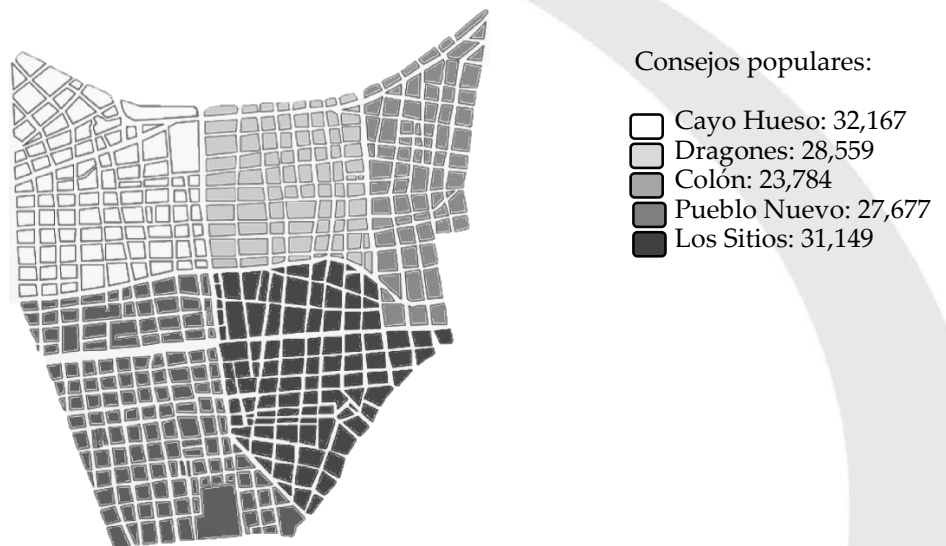 Consejos populares:
Cayo Hueso: 32,167
Dragones: 28,559
Colón: 23,784
Pueblo Nuevo: 27,677
Los Sitios: 31,149